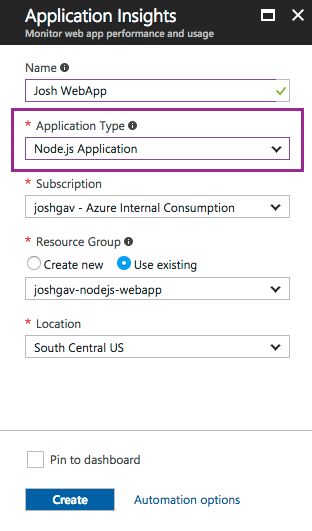 Application Insights
Monitor web app performance and usage
Name
Josh WebApp
* Application Type
Node.js Application
* Subscription
joshgav - Azure Internal Consumption
* Resource Group
Create new Use existing
joshgav-nodejs-webapp
* Location
South Central US
Pin to dashboard
Create Automation options